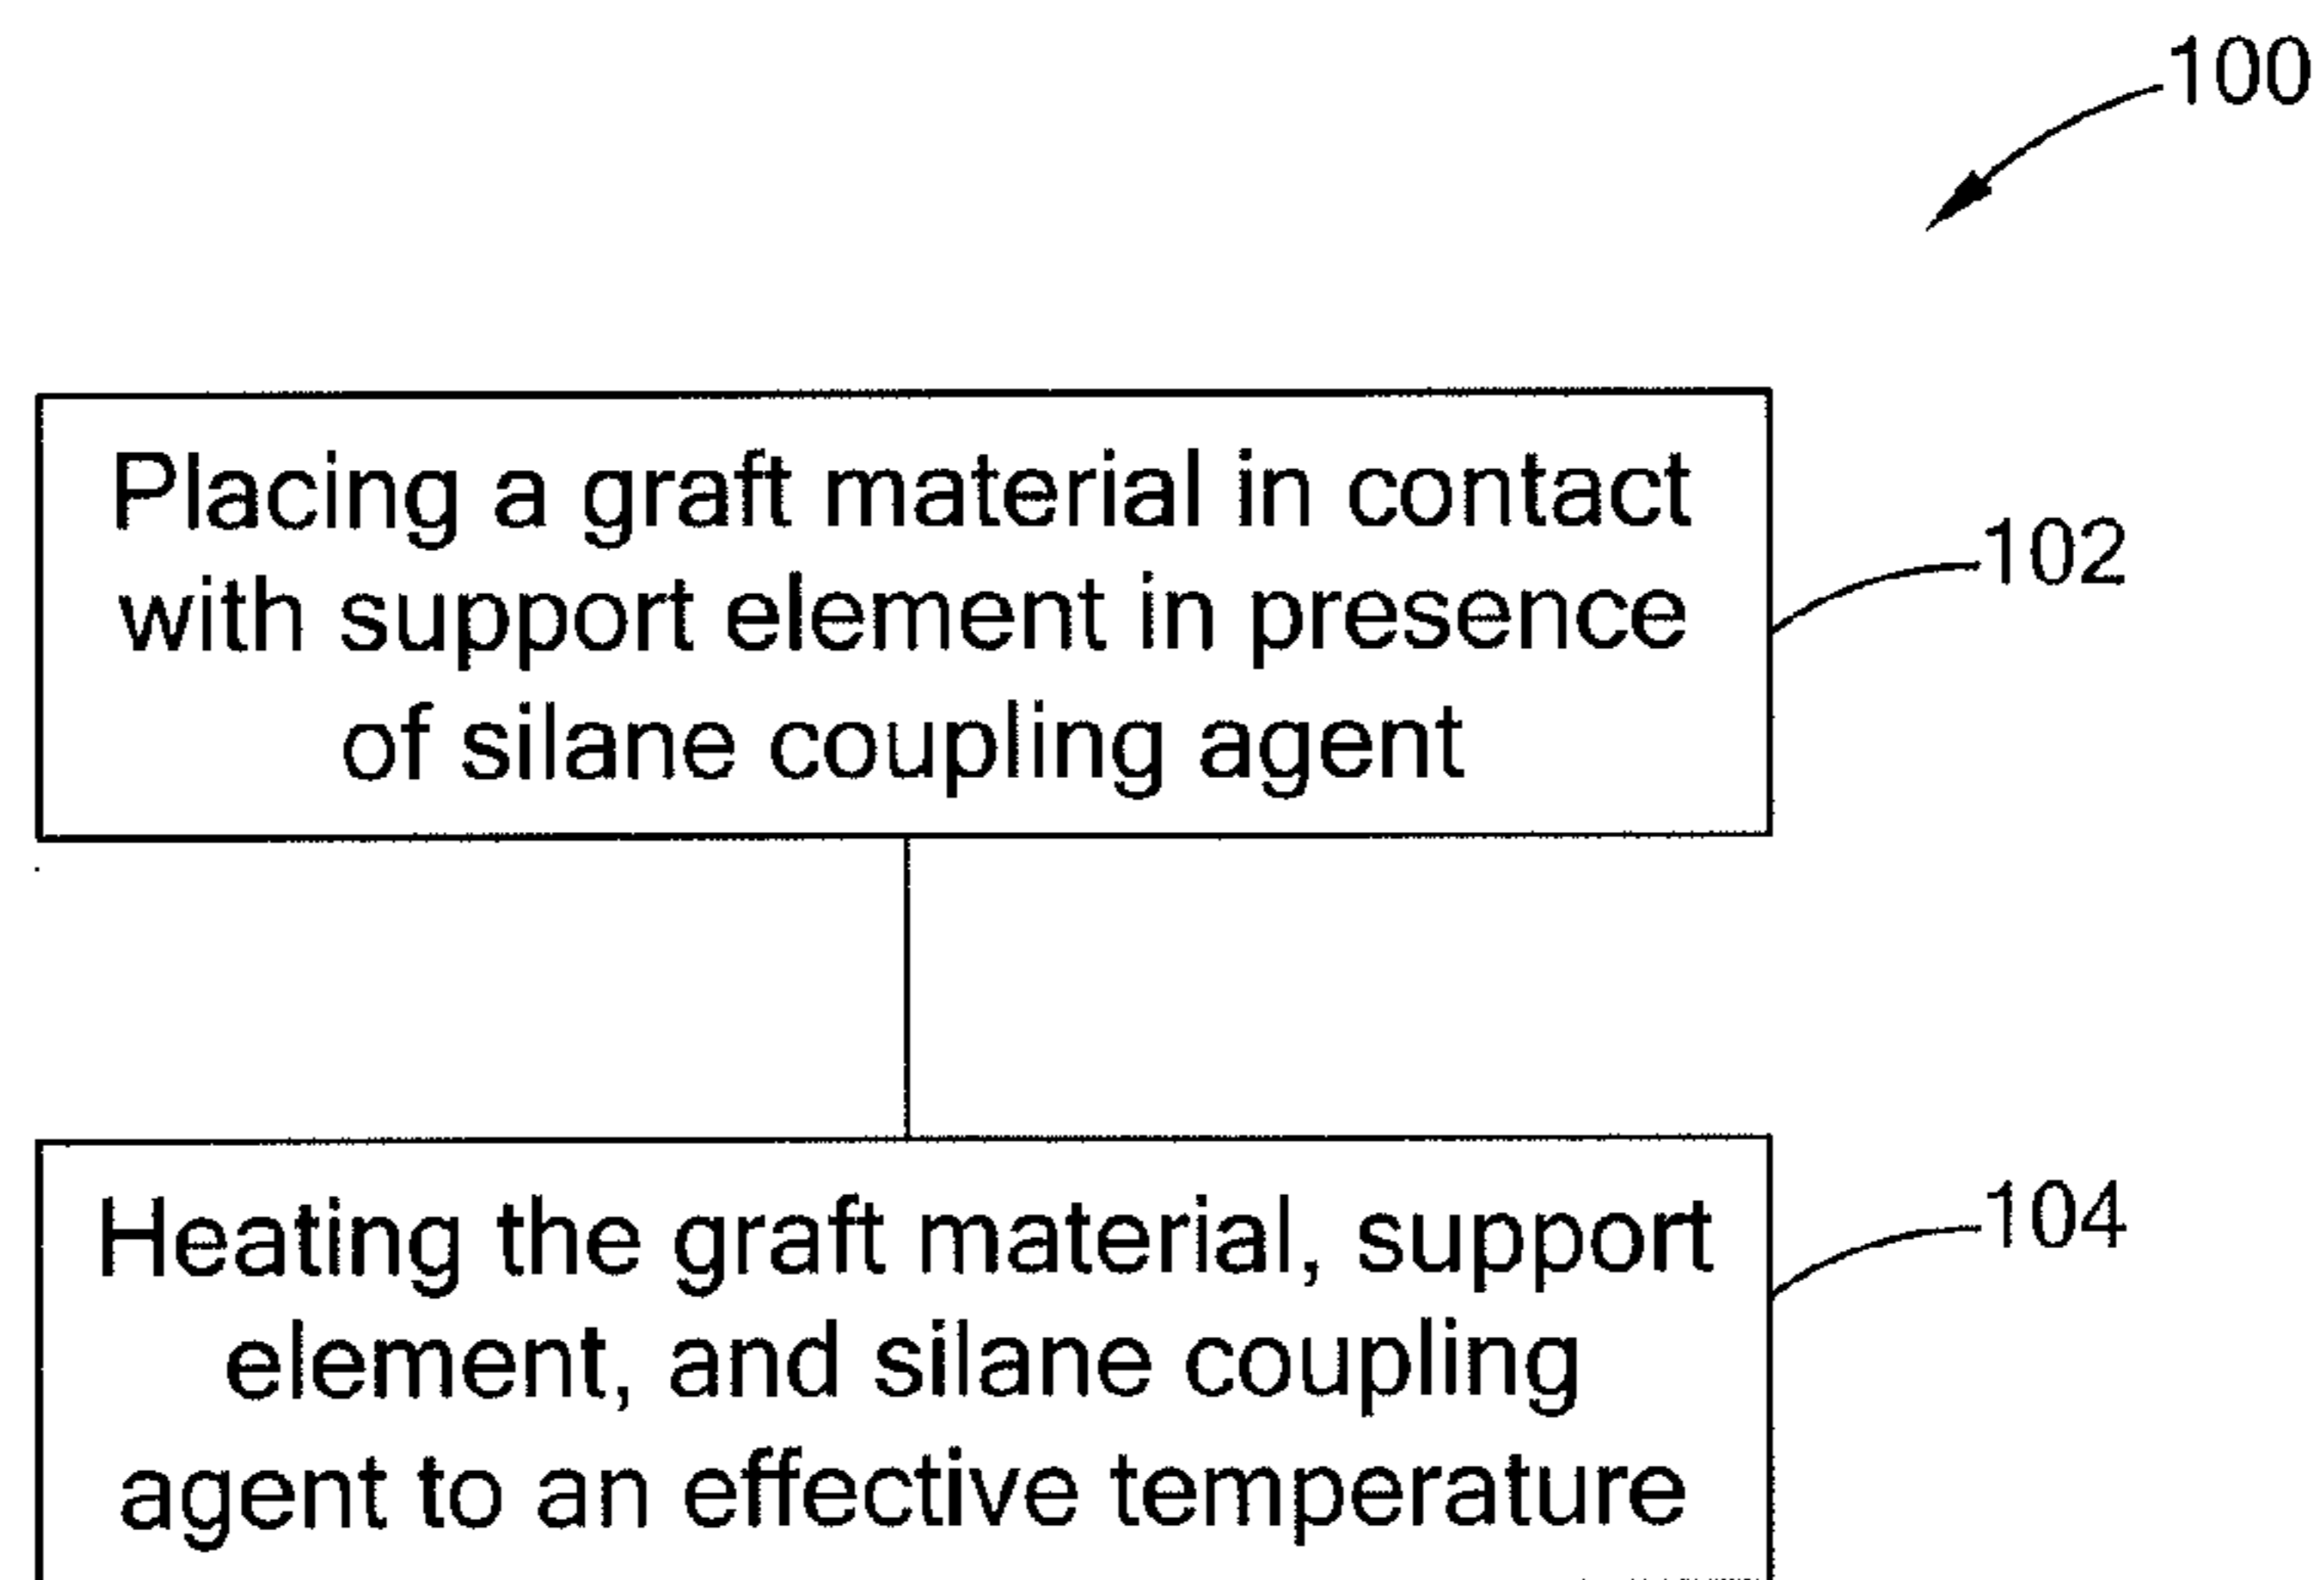 100
Placing a graft material in contact
with support element in presence
of silane coupling agent
102
Heating the graft material, support
element, and silane coupling
agent to an effective temperature
104